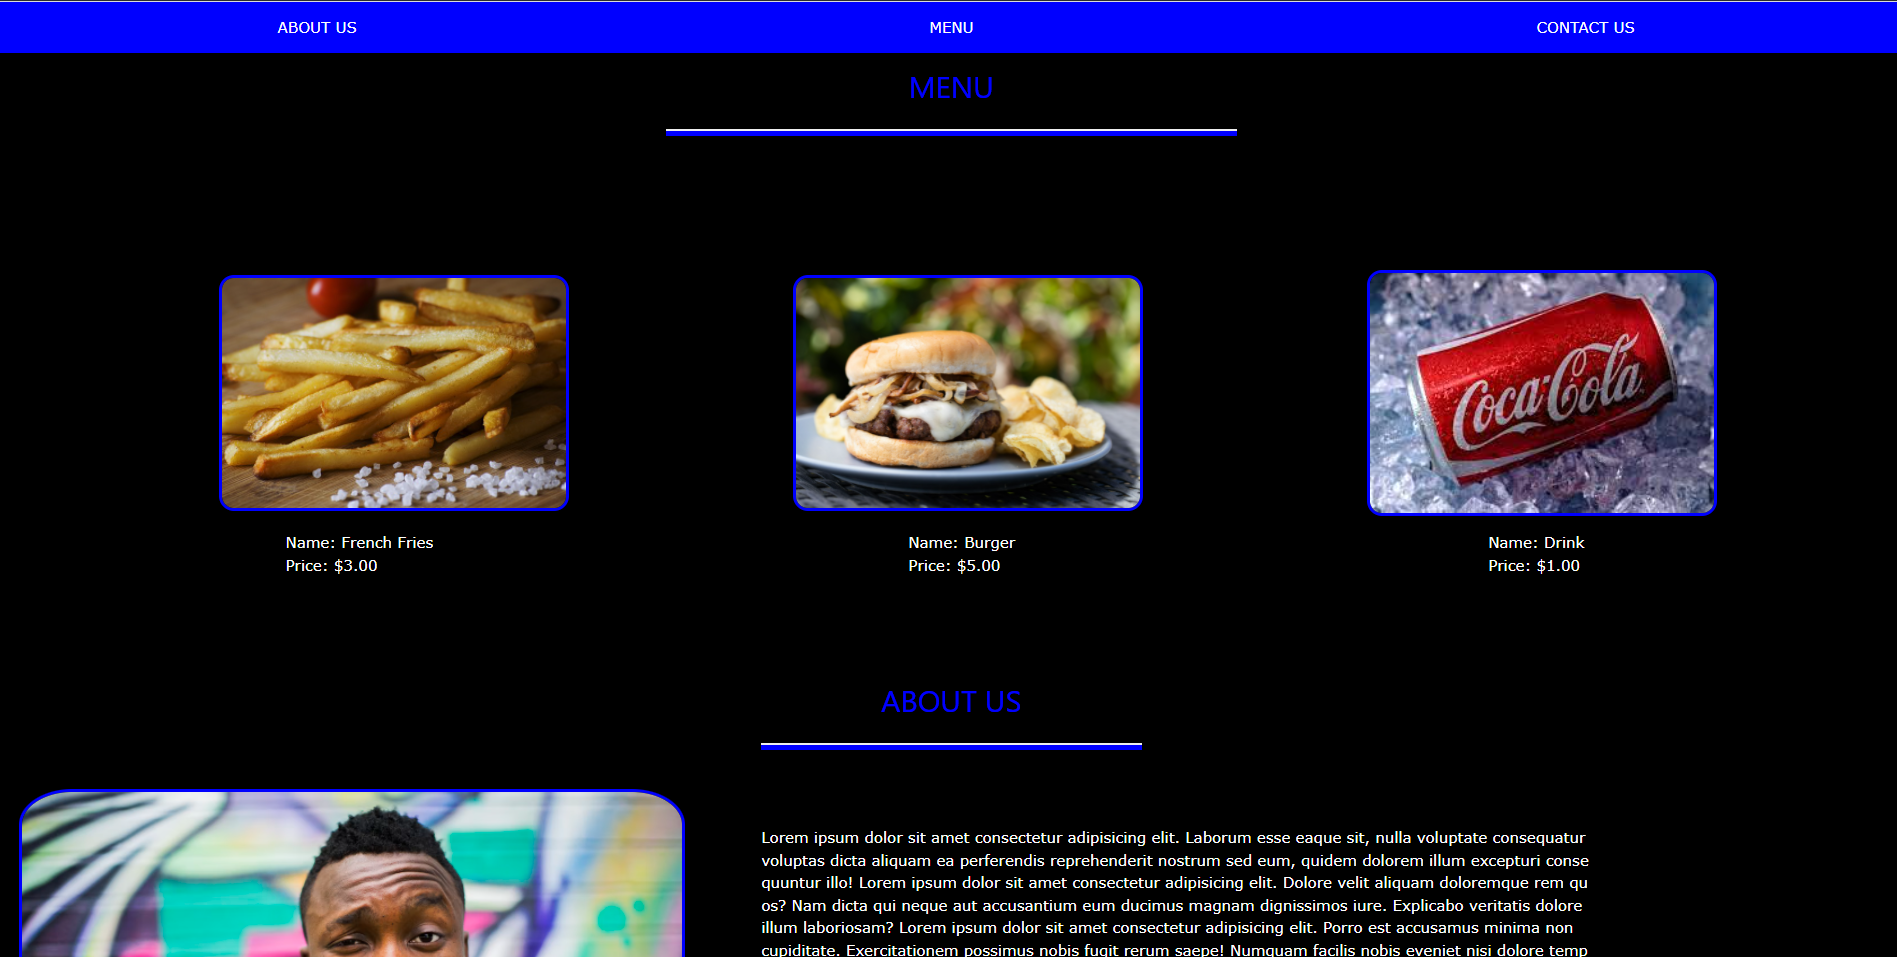 ABOUT US MENU CONTACT US
MENU
Coca-Cola
Name: French Fries
Price: $3.00
Name: Burger
Price: $5.00
Name: Drink
Price: $1.00
ABOUT US
Lorem ipsum dolor sit amet consectetur adipisicing elit. Laborum esse eaque sit, nulla voluptate consequatur
voluptas dicta aliquam ea perferendis reprehenderit nostrum sed eum, quidem dolorem illum excepturi conse
quuntur illo! Lorem ipsum dolor sit amet consectetur adipisicing elit. Dolore velit aliquam doloremque rem qu
os? Nam dicta qui neque aut accusantium eum ducimus magnam dignissimos iure. Explicabo veritatis dolore
illum laboriosam? Lorem ipsum dolor sit amet consectetur adipisicing elit. Porro est accusamus minima non
cupiditate. Exercitationem possimus nobis fugit rerum saepe! Numquam facilis nobis eveniet nisi dolore temp